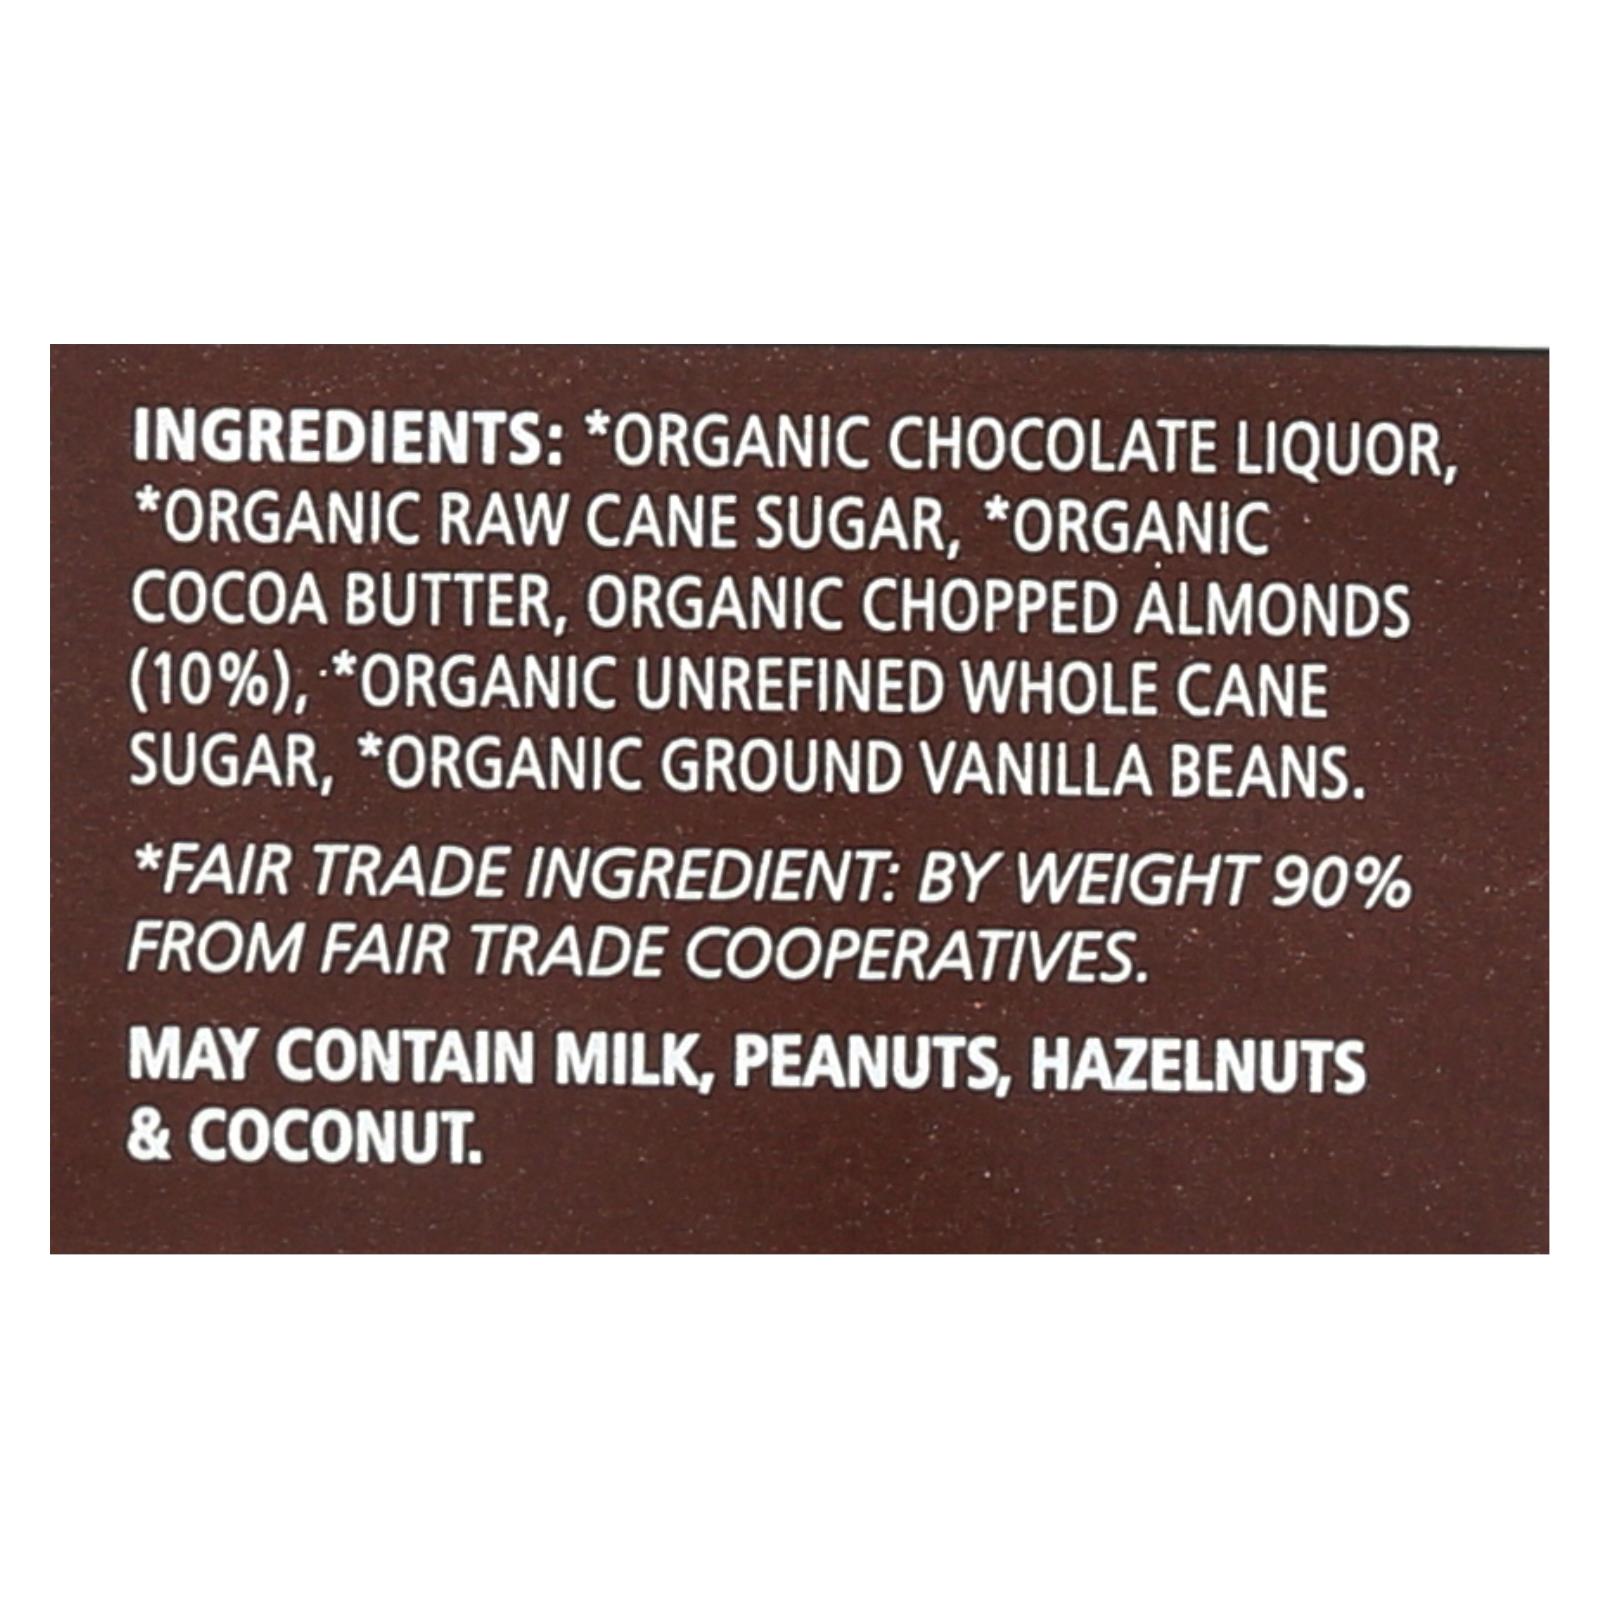 INGREDIENTS: *ORGANIC CHOCOLATE LIQUOR,
*ORGANIC RAW CANE SUGAR, *ORGANIC
COCOA BUTTER, ORGANIC CHOPPED ALMONDS
(10%), *ORGANIC UNREFINED WHOLE CANE
SUGAR, *ORGANIC GROUND VANILLA BEANS.
*FAIR TRADE INGREDIENT: BY WEIGHT 90%
FROM FAIR TRADE COOPERATIVES.
MAY CONTAIN MILK, PEANUTS, HAZELNUTS
& COCONUT.